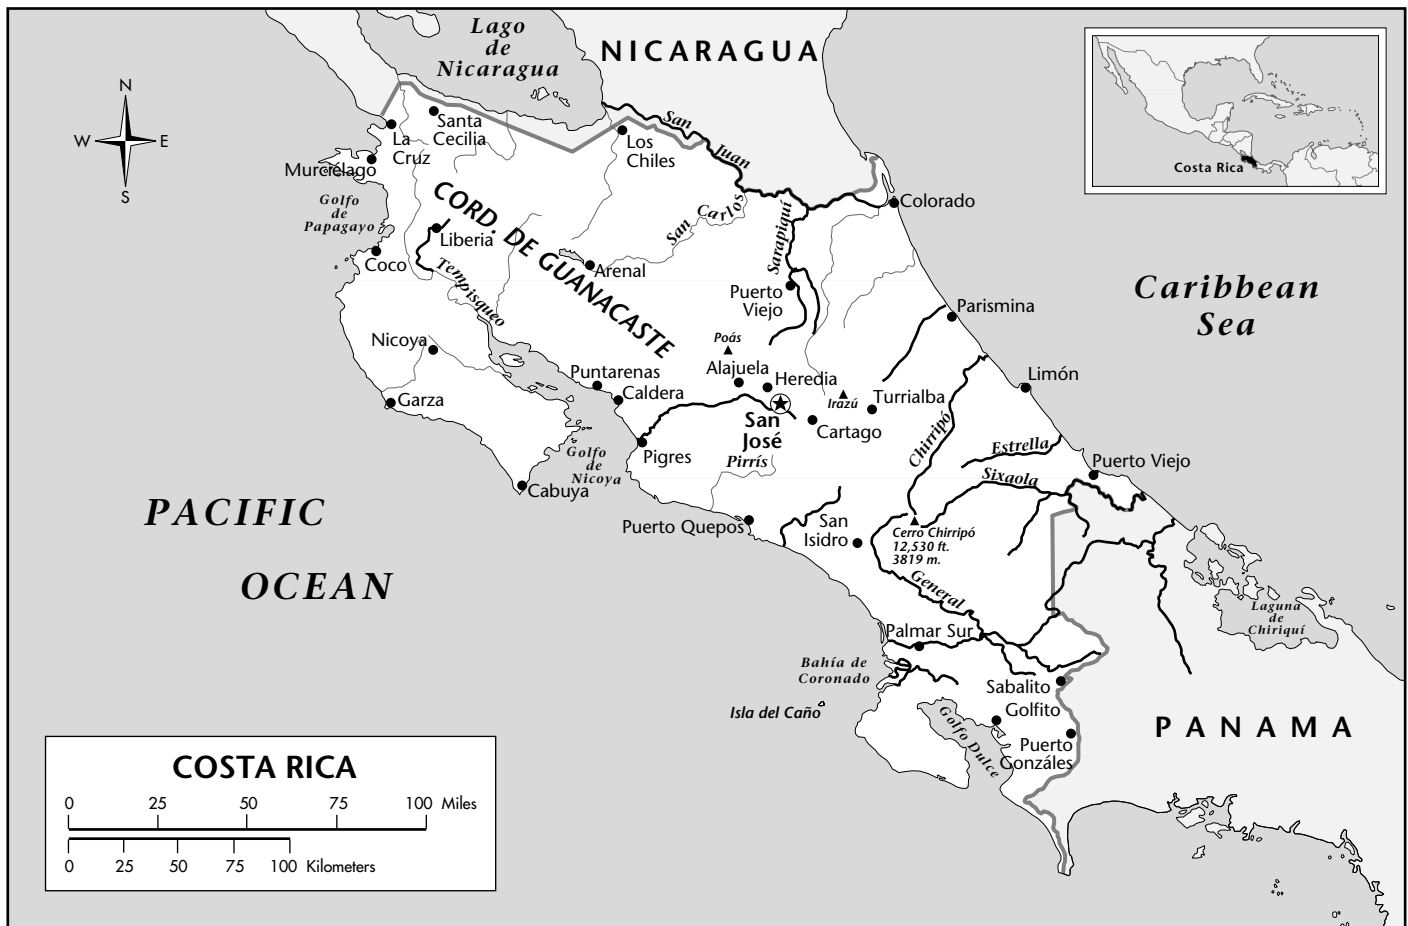 Lago
de
Nicaragua
NICARAGUA
N
W
E
S
San
Juan
Santa
Cecilia
La
Cruz
Los
Chiles
Murciélago
Golfo
de
Papagayo
CORD. DE GUANACASTE
San Carlos
Sarapiquí
Colorado
Costa Rica
Liberia
Coco
Tempisqueo
Arenal
Puerto
Viejo
Parismina
Caribbean
Sea
Nicoya
Poás
Puntarenas
Alajuela
Heredia
Limón
Garza
Caldera
Irazú
Turrialba
San
José
Cartago
Chirripó
Estrella
Pigres
Pirrís
Golfo
de
Nicoya
Puerto Viejo
Sixaola
Cabuya
PACIFIC
OCEAN
Puerto Quepos
San
Isidro
Cerro Chirripó
12,530 ft.
3819 m.
General
Laguna
de
Chiriquí
Palmar Sur
Bahía de
Coronado
Sabalito
Isla del Caño
Golfito
Golfo Dulce
Puerto
Gonzáles
PANAMA
COSTA RICA
0 25 50 75 100 Miles
0 25 50 75 100 Kilometers